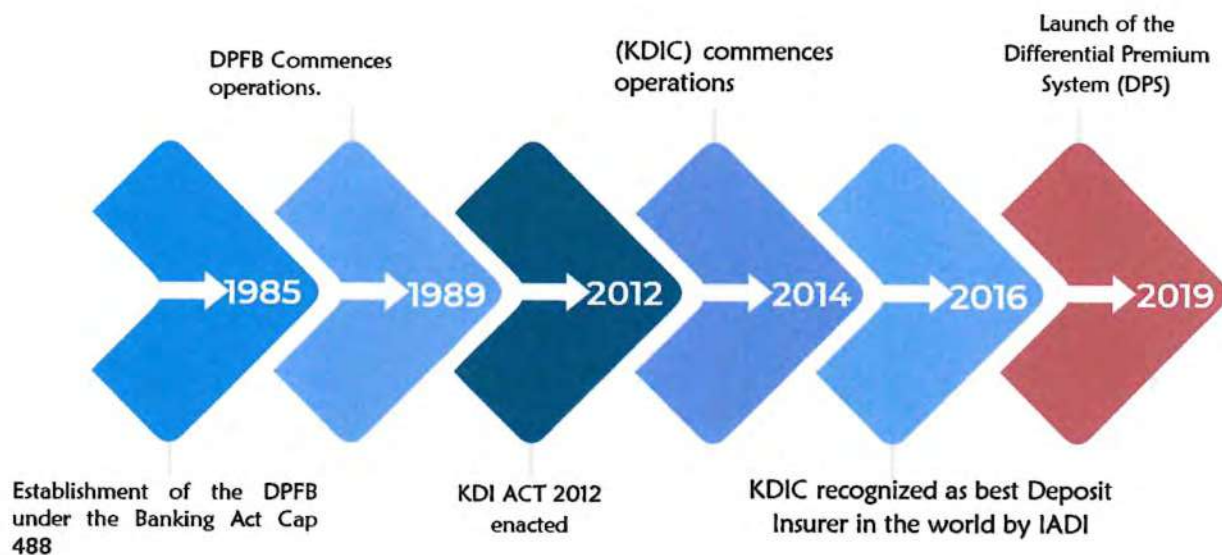 Launch of the
Differential Premium
System (DPS)
(KDIC) commences
operations
DPFB Commences
operations.
1985
1989
2012
2014
2016
2019
Establishment of the DPFB
under the Banking Act Cap
488
KDI ACT 2012
enacted
KDIC recognized as best Deposit
Insurer in the world by IADI